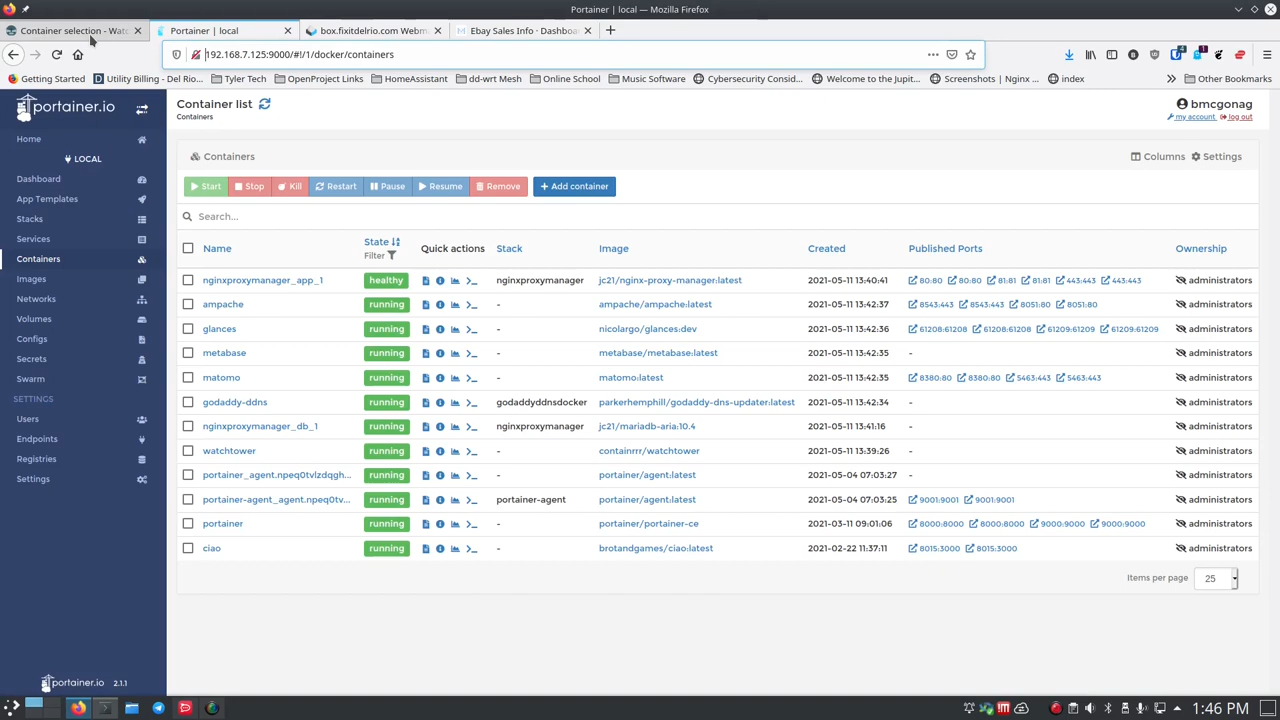 Portainer | local — Mozilla Firefox
Container selection - Watc
Portainer | local
box.fixitdelrio.com Webm
Ebay Sales Info · Dashboa
192.168.7.125:9000/#!/1/docker/containers
Getting Started
Utility Billing - Del Rio...
Tyler Tech
OpenProject Links
HomeAssistant
dd-wrt Mesh
Online School
Music Software
Cybersecurity Consid...
Welcome to the Jupit...
Screenshots | Nginx ...
index
Other Bookmarks
portainer.io
Home
LOCAL
Dashboard
App Templates
Stacks
Services
Containers
Images
Networks
Volumes
Configs
Secrets
Swarm
SETTINGS
Users
Endpoints
Registries
Settings
portainer.io 2.1.1
Container list
Containers
bmcgonag
my account log out
Containers
Columns Settings
Start Stop Kill Restart Pause Resume Remove + Add container
Search...
Name State Quick actions Stack Image Created Published Ports Ownership
Filter
nginxproxymanager_app_1 healthy nginxproxymanager jc21/nginx-proxy-manager:latest 2021-05-11 13:40:41 80:80 80:80 81:81 81:81 443:443 443:443 administrators
ampache running - ampache/ampache:latest 2021-05-11 13:42:37 8543:443 8543:443 8051:80 8051:80 administrators
glances running - nicolargo/glances:dev 2021-05-11 13:42:36 61208:61208 61208:61208 61209:61209 61209:61209 administrators
metabase running - metabase/metabase:latest 2021-05-11 13:42:35 - administrators
matomo running - matomo:latest 2021-05-11 13:42:35 8380:80 8380:80 5463:443 5463:443 administrators
godaddy-ddns running godaddyddnsdocker parkerhemphill/godaddy-dns-updater:latest 2021-05-11 13:42:34 - administrators
nginxproxymanager_db_1 running nginxproxymanager jc21/mariadb-aria:10.4 2021-05-11 13:41:16 - administrators
watchtower running - containrrr/watchtower 2021-05-11 13:39:26 - administrators
portainer_agent.npeq0tvlzdqgh... running - portainer/agent:latest 2021-05-04 07:03:27 - administrators
portainer-agent_agent.npeq0tv... running portainer-agent portainer/agent:latest 2021-05-04 07:03:25 9001:9001 9001:9001 administrators
portainer running - portainer/portainer-ce 2021-03-11 09:01:06 8000:8000 8000:8000 9000:9000 9000:9000 administrators
ciao running - brotandgames/ciao:latest 2021-02-22 11:37:11 8015:3000 8015:3000 administrators
Items per page 25
1:46 PM